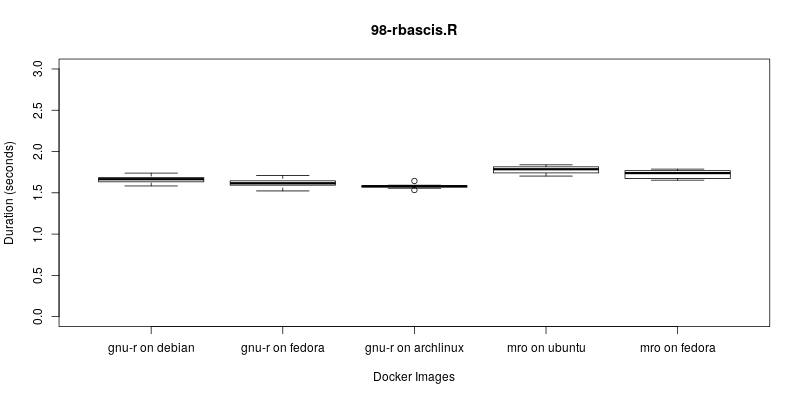 98-rbascis.R
Duration (seconds)
3.0
2.5
2.0
1.5
1.0
0.5
0.0
gnu-r on debian
gnu-r on fedora
gnu-r on archlinux
mro on ubuntu
mro on fedora
Docker Images